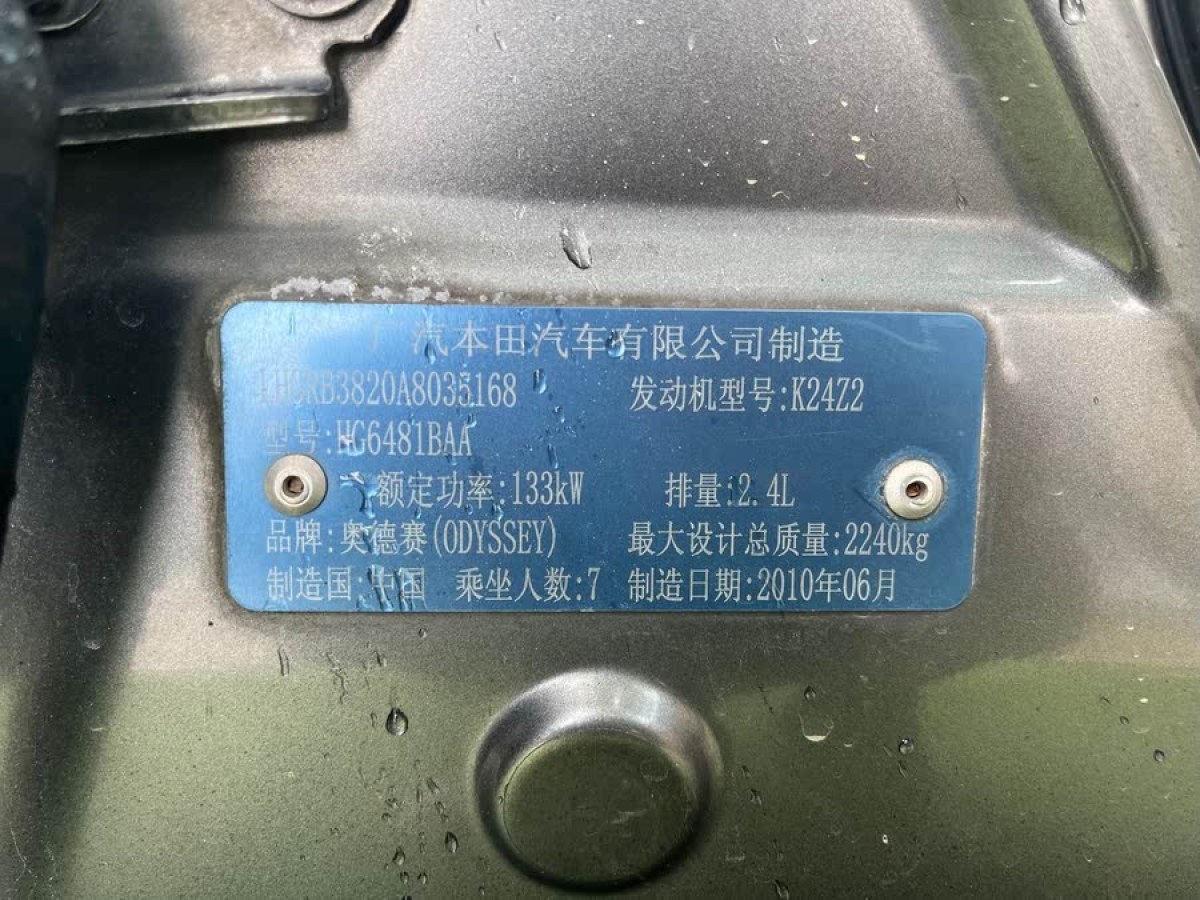 广汽本田汽车有限公司制造
LHGRB3820A8035168 发动机型号:K24Z2
型号:HG6481BAA
额定功率:133kW 排量:2.4L
品牌:奥德赛(ODYSSEY) 最大设计总质量:2240kg
制造国:中国 乘坐人数:7 制造日期:2010年06月